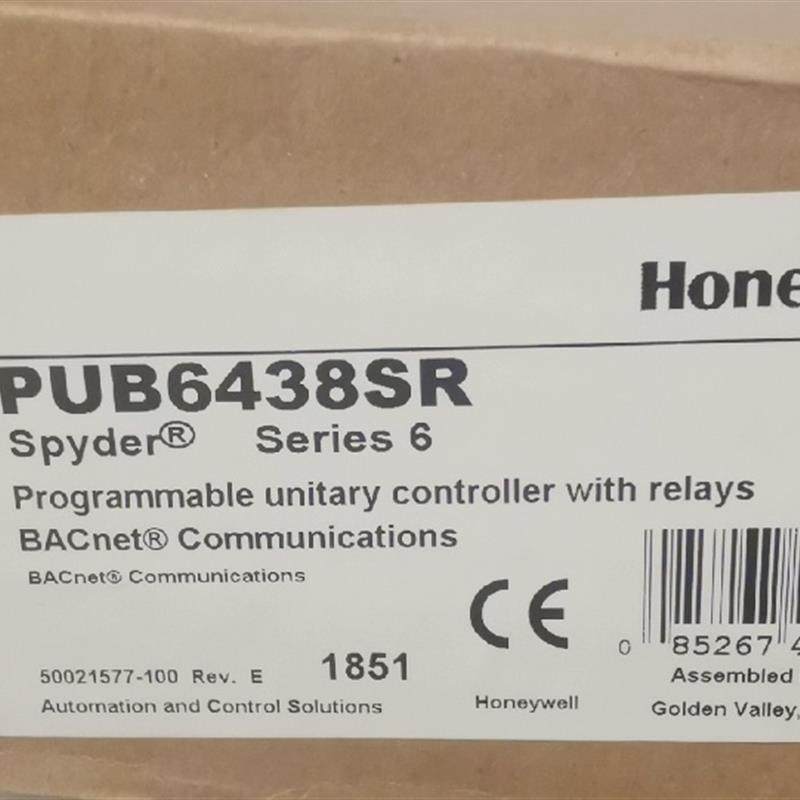 Hone
PUB6438SR
Spyder® Series 6
Programmable unitary controller with relays
BACnet® Communications
BACnet® Communications
CE
0 85267 4
50021577-100 Rev. E 1851
Assembled
Automation and Control Solutions Honeywell Golden Valley,